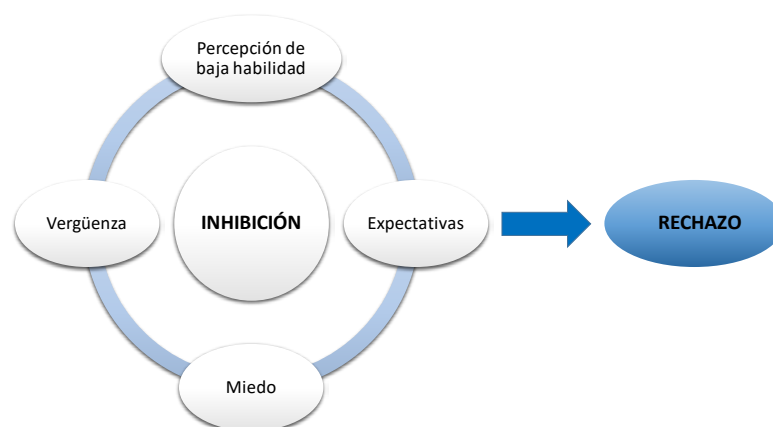 Percepción de
baja habilidad
Vergüenza
INHIBICIÓN
Expectativas
RECHAZO
Miedo